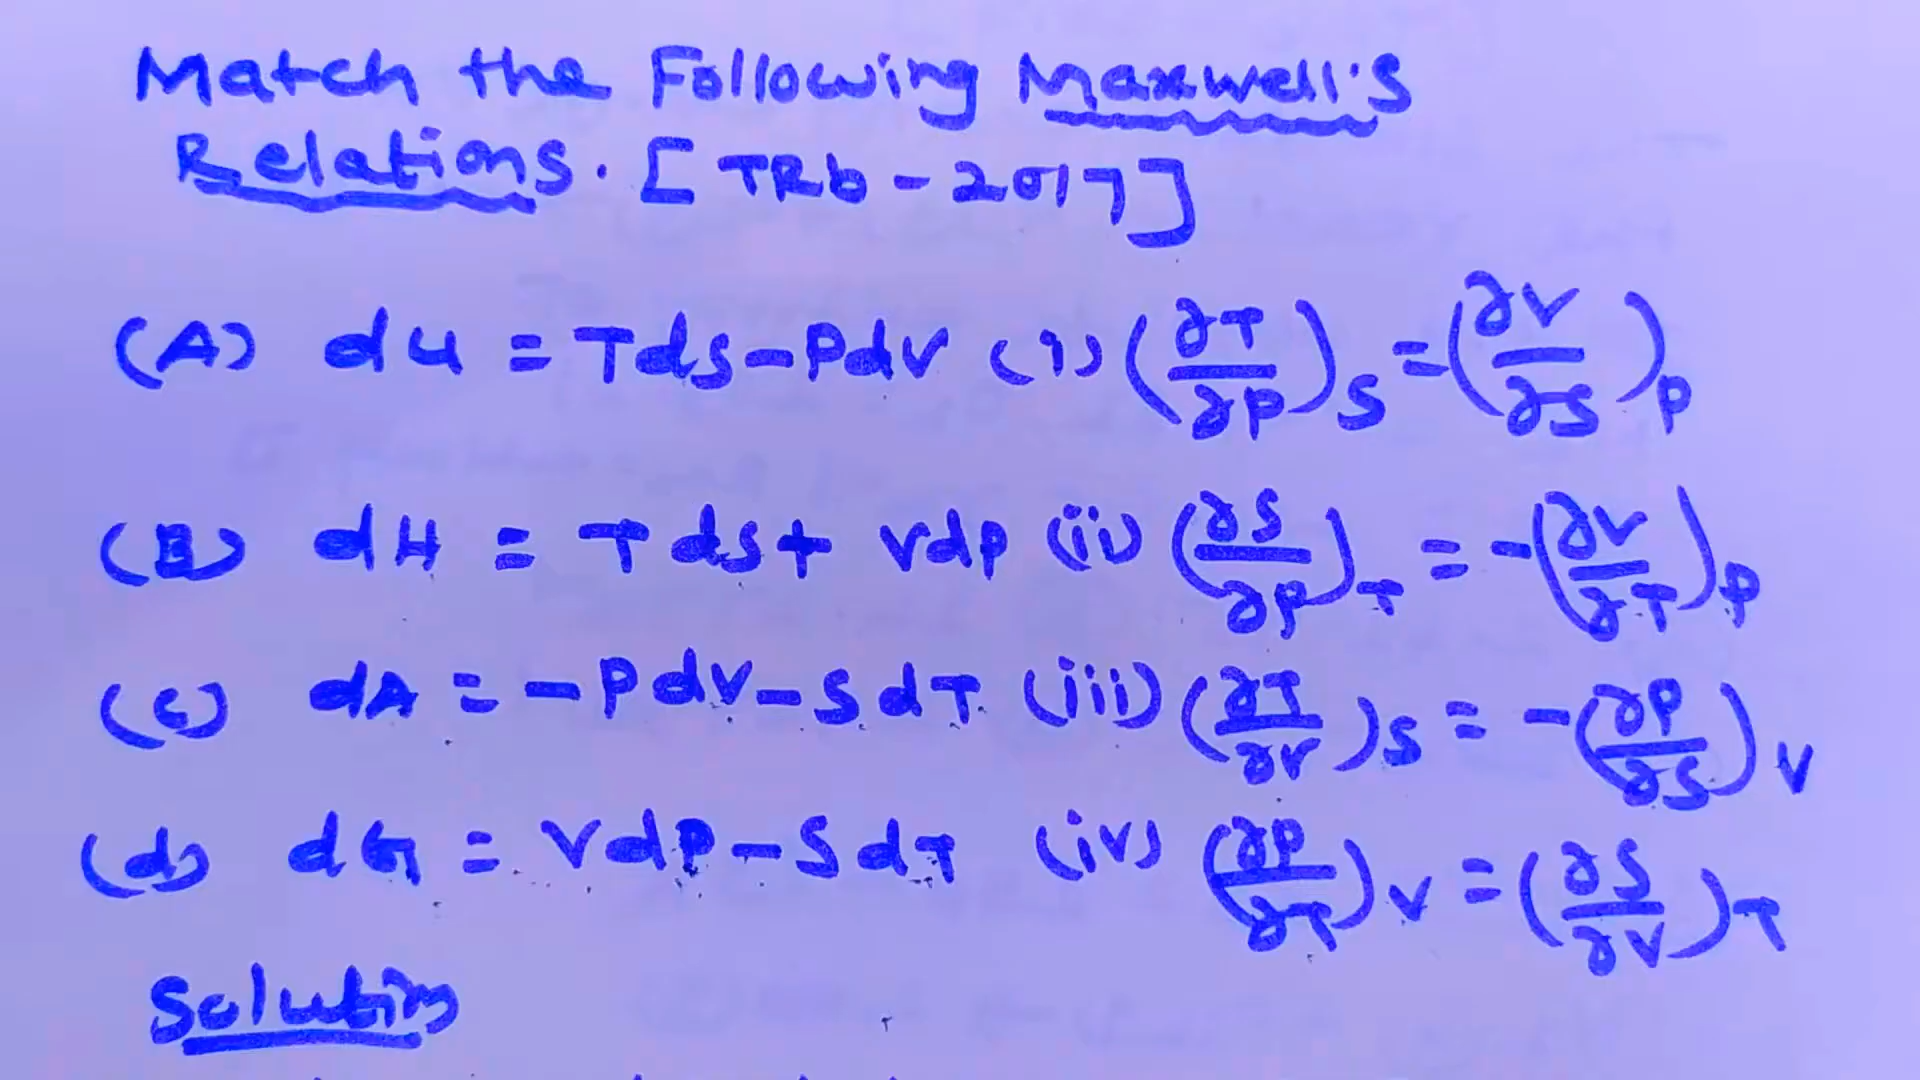 Match the Following Maxwell's
Relations. [TRb - 2017]
(A) du = Tds - Pdv (i) (∂T/∂P)S = (∂V/∂S)P
(B) dH = Tds + vdp (ii) (∂S/∂P)T = -(∂V/∂T)P
(c) dA = -Pdv - SdT (iii) (∂T/∂V)S = -(∂P/∂S)V
(d) dG = vdP - SdT (iv) (∂P/∂T)V = (∂S/∂V)T
Solution